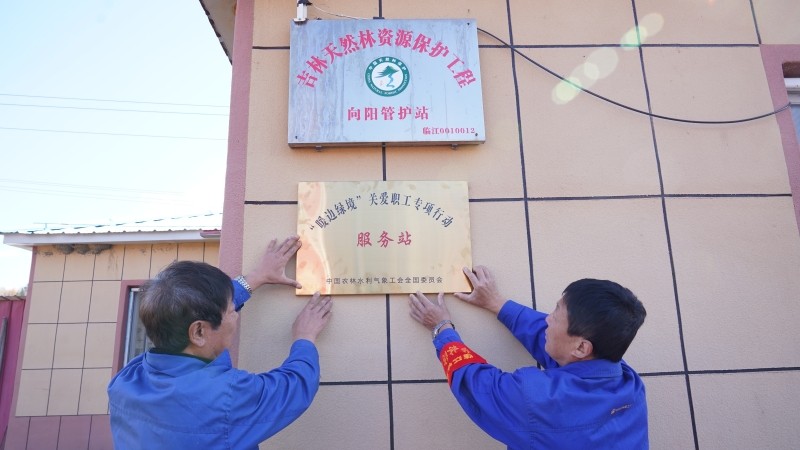 吉林天然林资源保护工程
向阳管护站
临江0910012
“暖边绿境”关爱职工专项行动
服务站
中国农林水利气象工会全国委员会